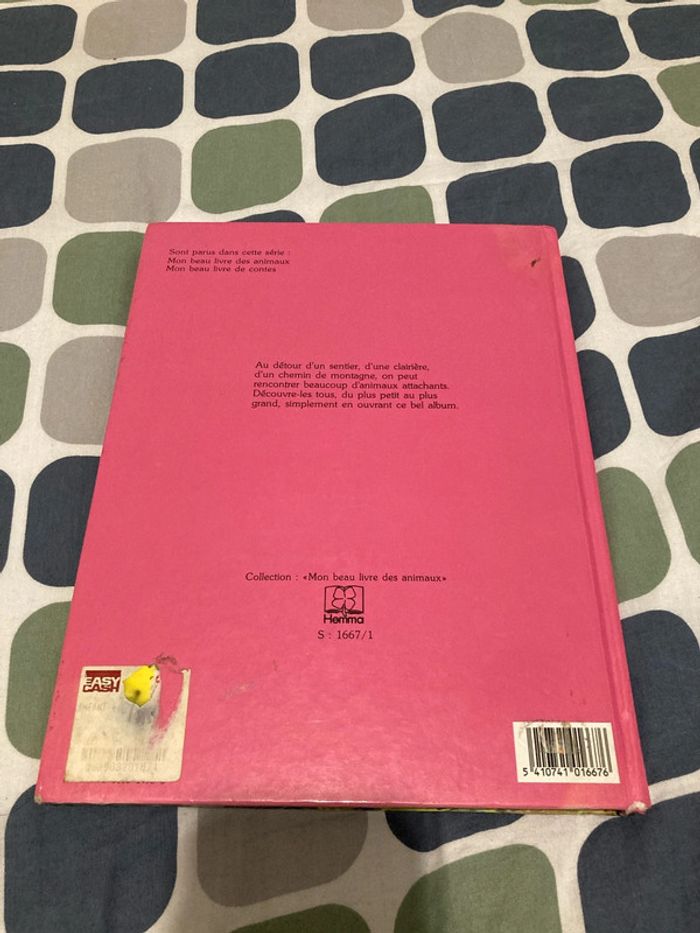 Sont parus dans cette série :
Mon beau livre des animaux
Mon beau livre de contes
Au détour d'un sentier, d'une clairière,
d'un chemin de montagne, on peut
rencontrer beaucoup d'animaux attachants.
Découvre-les tous, du plus petit au plus
grand, simplement en ouvrant ce bel album.
Collection : «Mon beau livre des animaux»
Hemma
S : 1667/1
EASY
CASH
5 410741 016676